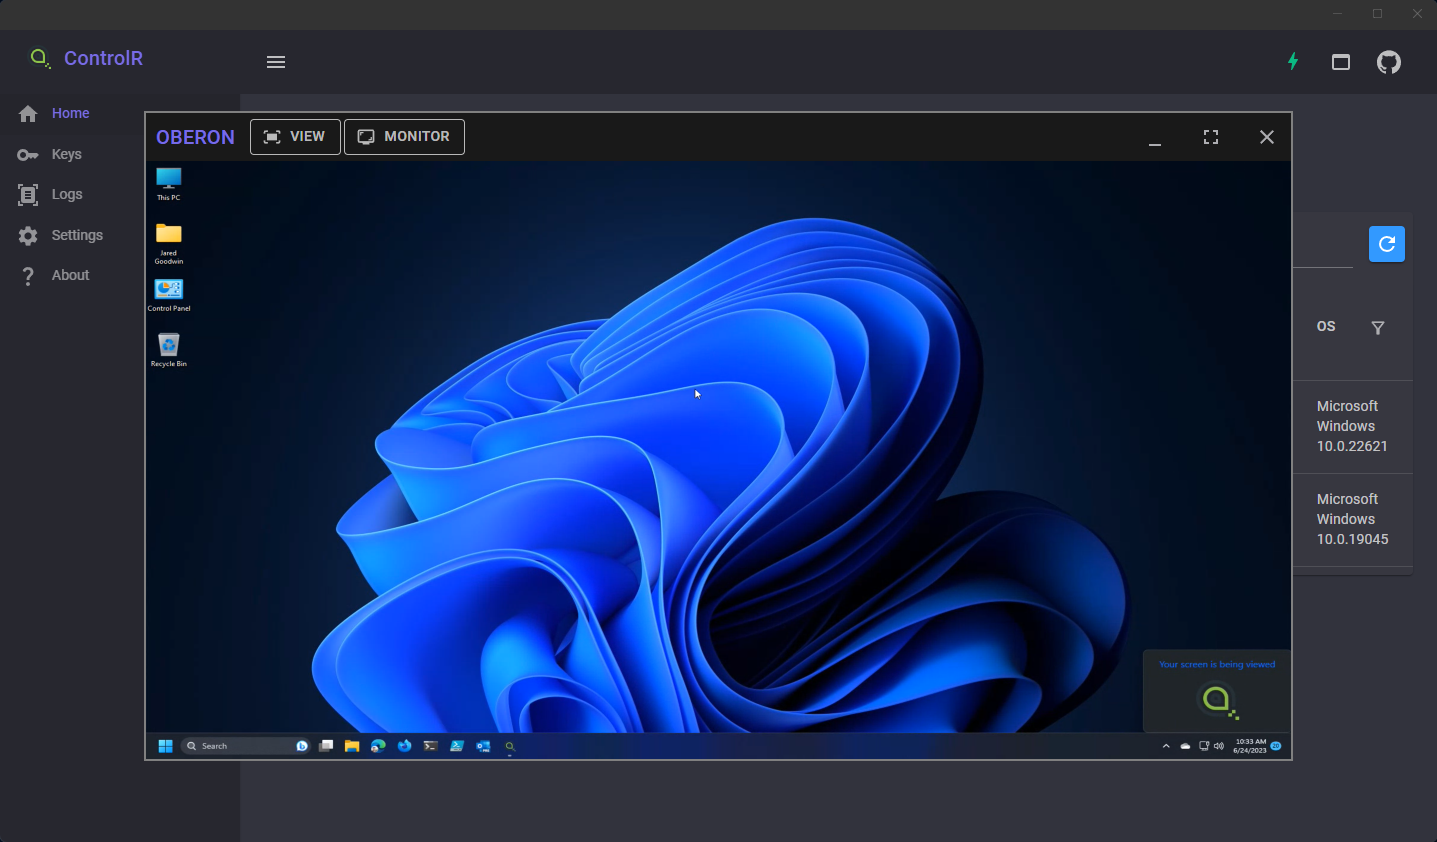 ControlR
Home
Keys
Logs
Settings
About
OBERON
VIEW
MONITOR
This PC
Jared
Goodwin
Control Panel
Recycle Bin
OS
Microsoft
Windows
10.0.22621
Microsoft
Windows
10.0.19045
Your screen is being viewed
Search
10:33 AM
6/24/2023